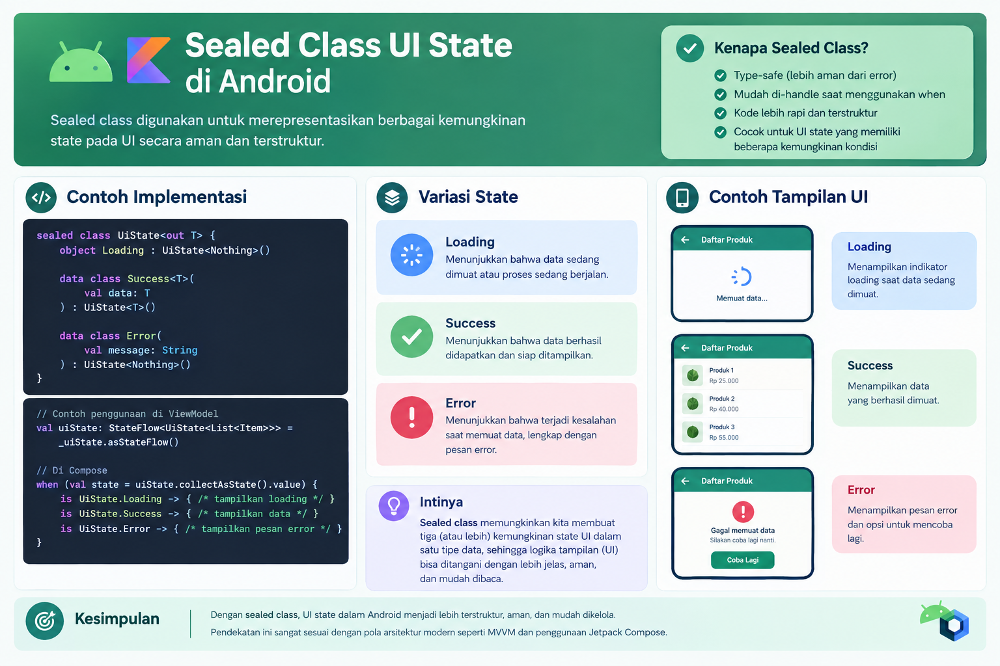 Sealed Class UI State
di Android
Sealed class digunakan untuk merepresentasikan berbagai kemungkinan
state pada UI secara aman dan terstruktur.
Kenapa Sealed Class?
Type-safe (lebih aman dari error)
Mudah di-handle saat menggunakan when
Kode lebih rapi dan terstruktur
Cocok untuk UI state yang memiliki
beberapa kemungkinan kondisi
</> Contoh Implementasi
sealed class UiState<out T> {
    object Loading : UiState<Nothing>()
    data class Success<T>(
        val data: T
    ) : UiState<T>()
    data class Error(
        val message: String
    ) : UiState<Nothing>()
}
// Contoh penggunaan di ViewModel
val uiState: StateFlow<UiState<List<Item>>> =
    _uiState.asStateFlow()
// Di Compose
when (val state = uiState.collectAsState().value) {
    is UiState.Loading -> { /* tampilkan loading */ }
    is UiState.Success -> { /* tampilkan data */ }
    is UiState.Error -> { /* tampilkan pesan error */ }
}
Variasi State
Loading
Menunjukkan bahwa data sedang
dimuat atau proses sedang berjalan.
Success
Menunjukkan bahwa data berhasil
didapatkan dan siap ditampilkan.
Error
Menunjukkan bahwa terjadi kesalahan
saat memuat data, lengkap dengan
pesan error.
Intinya
Sealed class memungkinkan kita membuat
tiga (atau lebih) kemungkinan state UI dalam
satu tipe data, sehingga logika tampilan (UI)
bisa ditangani dengan lebih jelas, aman,
dan mudah dibaca.
Contoh Tampilan UI
Daftar Produk
Memuat data...
Loading
Menampilkan indikator
loading saat data sedang
dimuat.
Daftar Produk
Produk 1
Rp 25.000
Produk 2
Rp 40.000
Produk 3
Rp 55.000
Success
Menampilkan data
yang berhasil dimuat.
Daftar Produk
Gagal memuat data
Silakan coba lagi nanti.
Coba Lagi
Error
Menampilkan pesan error
dan opsi untuk mencoba
lagi.
Kesimpulan
Dengan sealed class, UI state dalam Android menjadi lebih terstruktur, aman, dan mudah dikelola.
Pendekatan ini sangat sesuai dengan pola arsitektur modern seperti MVVM dan penggunaan Jetpack Compose.